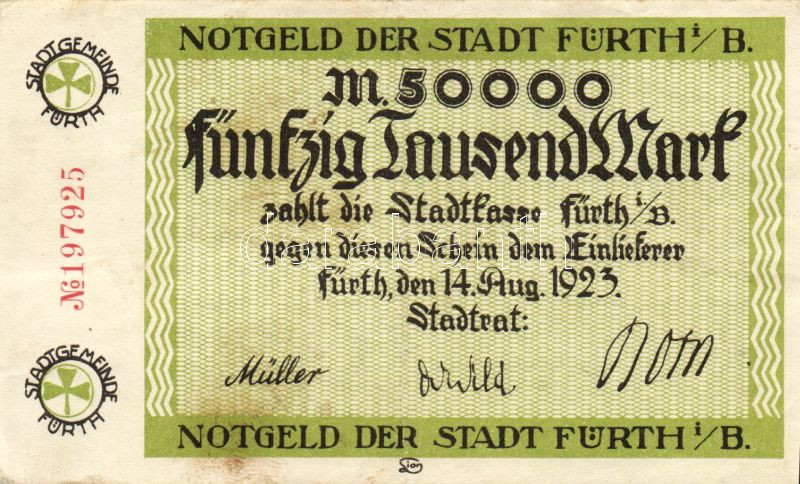 NOTGELD DER STADT FÜRTH i/B.
STADTGEMEINDE FÜRTH
M. 50000
fünfzig Tausend Mark
zahlt die Stadtkasse Fürth i/B.
gegen diesen Schein dem Einlieferer
Fürth, den 14. Aug. 1923.
Stadtrat:
Müller
№197925
STADTGEMEINDE FÜRTH
NOTGELD DER STADT FÜRTH i/B.